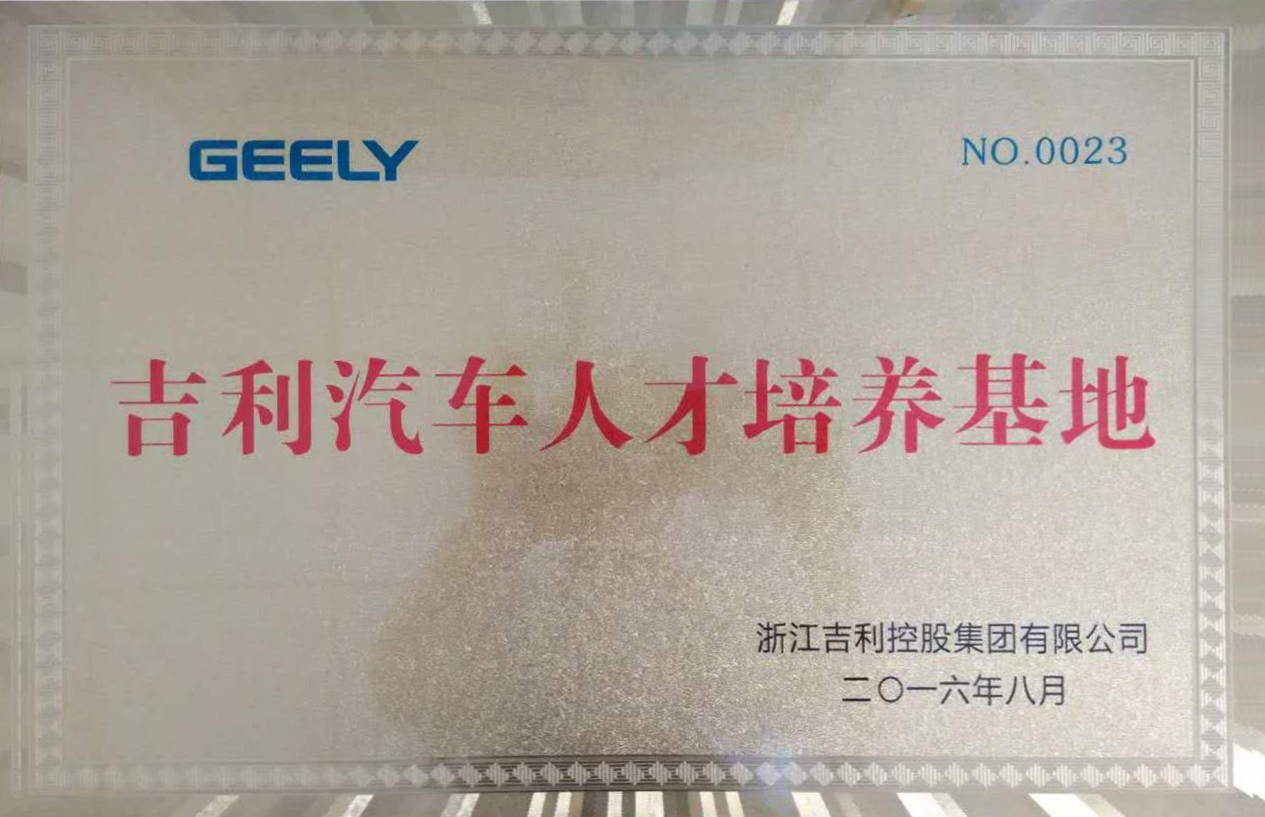 GEELY
NO.0023
吉利汽车人才培养基地
浙江吉利控股集团有限公司
二〇一六年八月